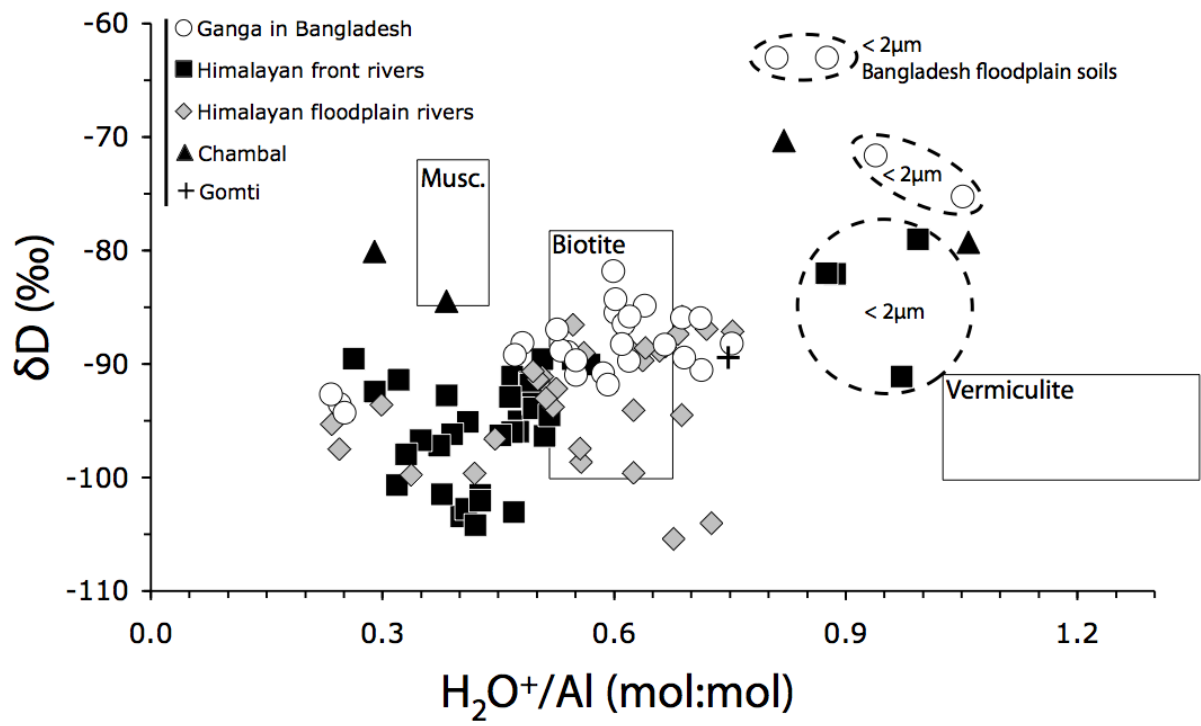 -60
Ganga in Bangladesh
< 2µm
Bangladesh floodplain soils
Himalayan front rivers
-70
Himalayan floodplain rivers
Chambal
Musc.
< 2µm
Gomti
-80
Biotite
< 2µm
-90
Vermiculite
-100
-110
δD (‰)
0.0 0.3 0.6 0.9 1.2
H₂O⁺/Al (mol:mol)